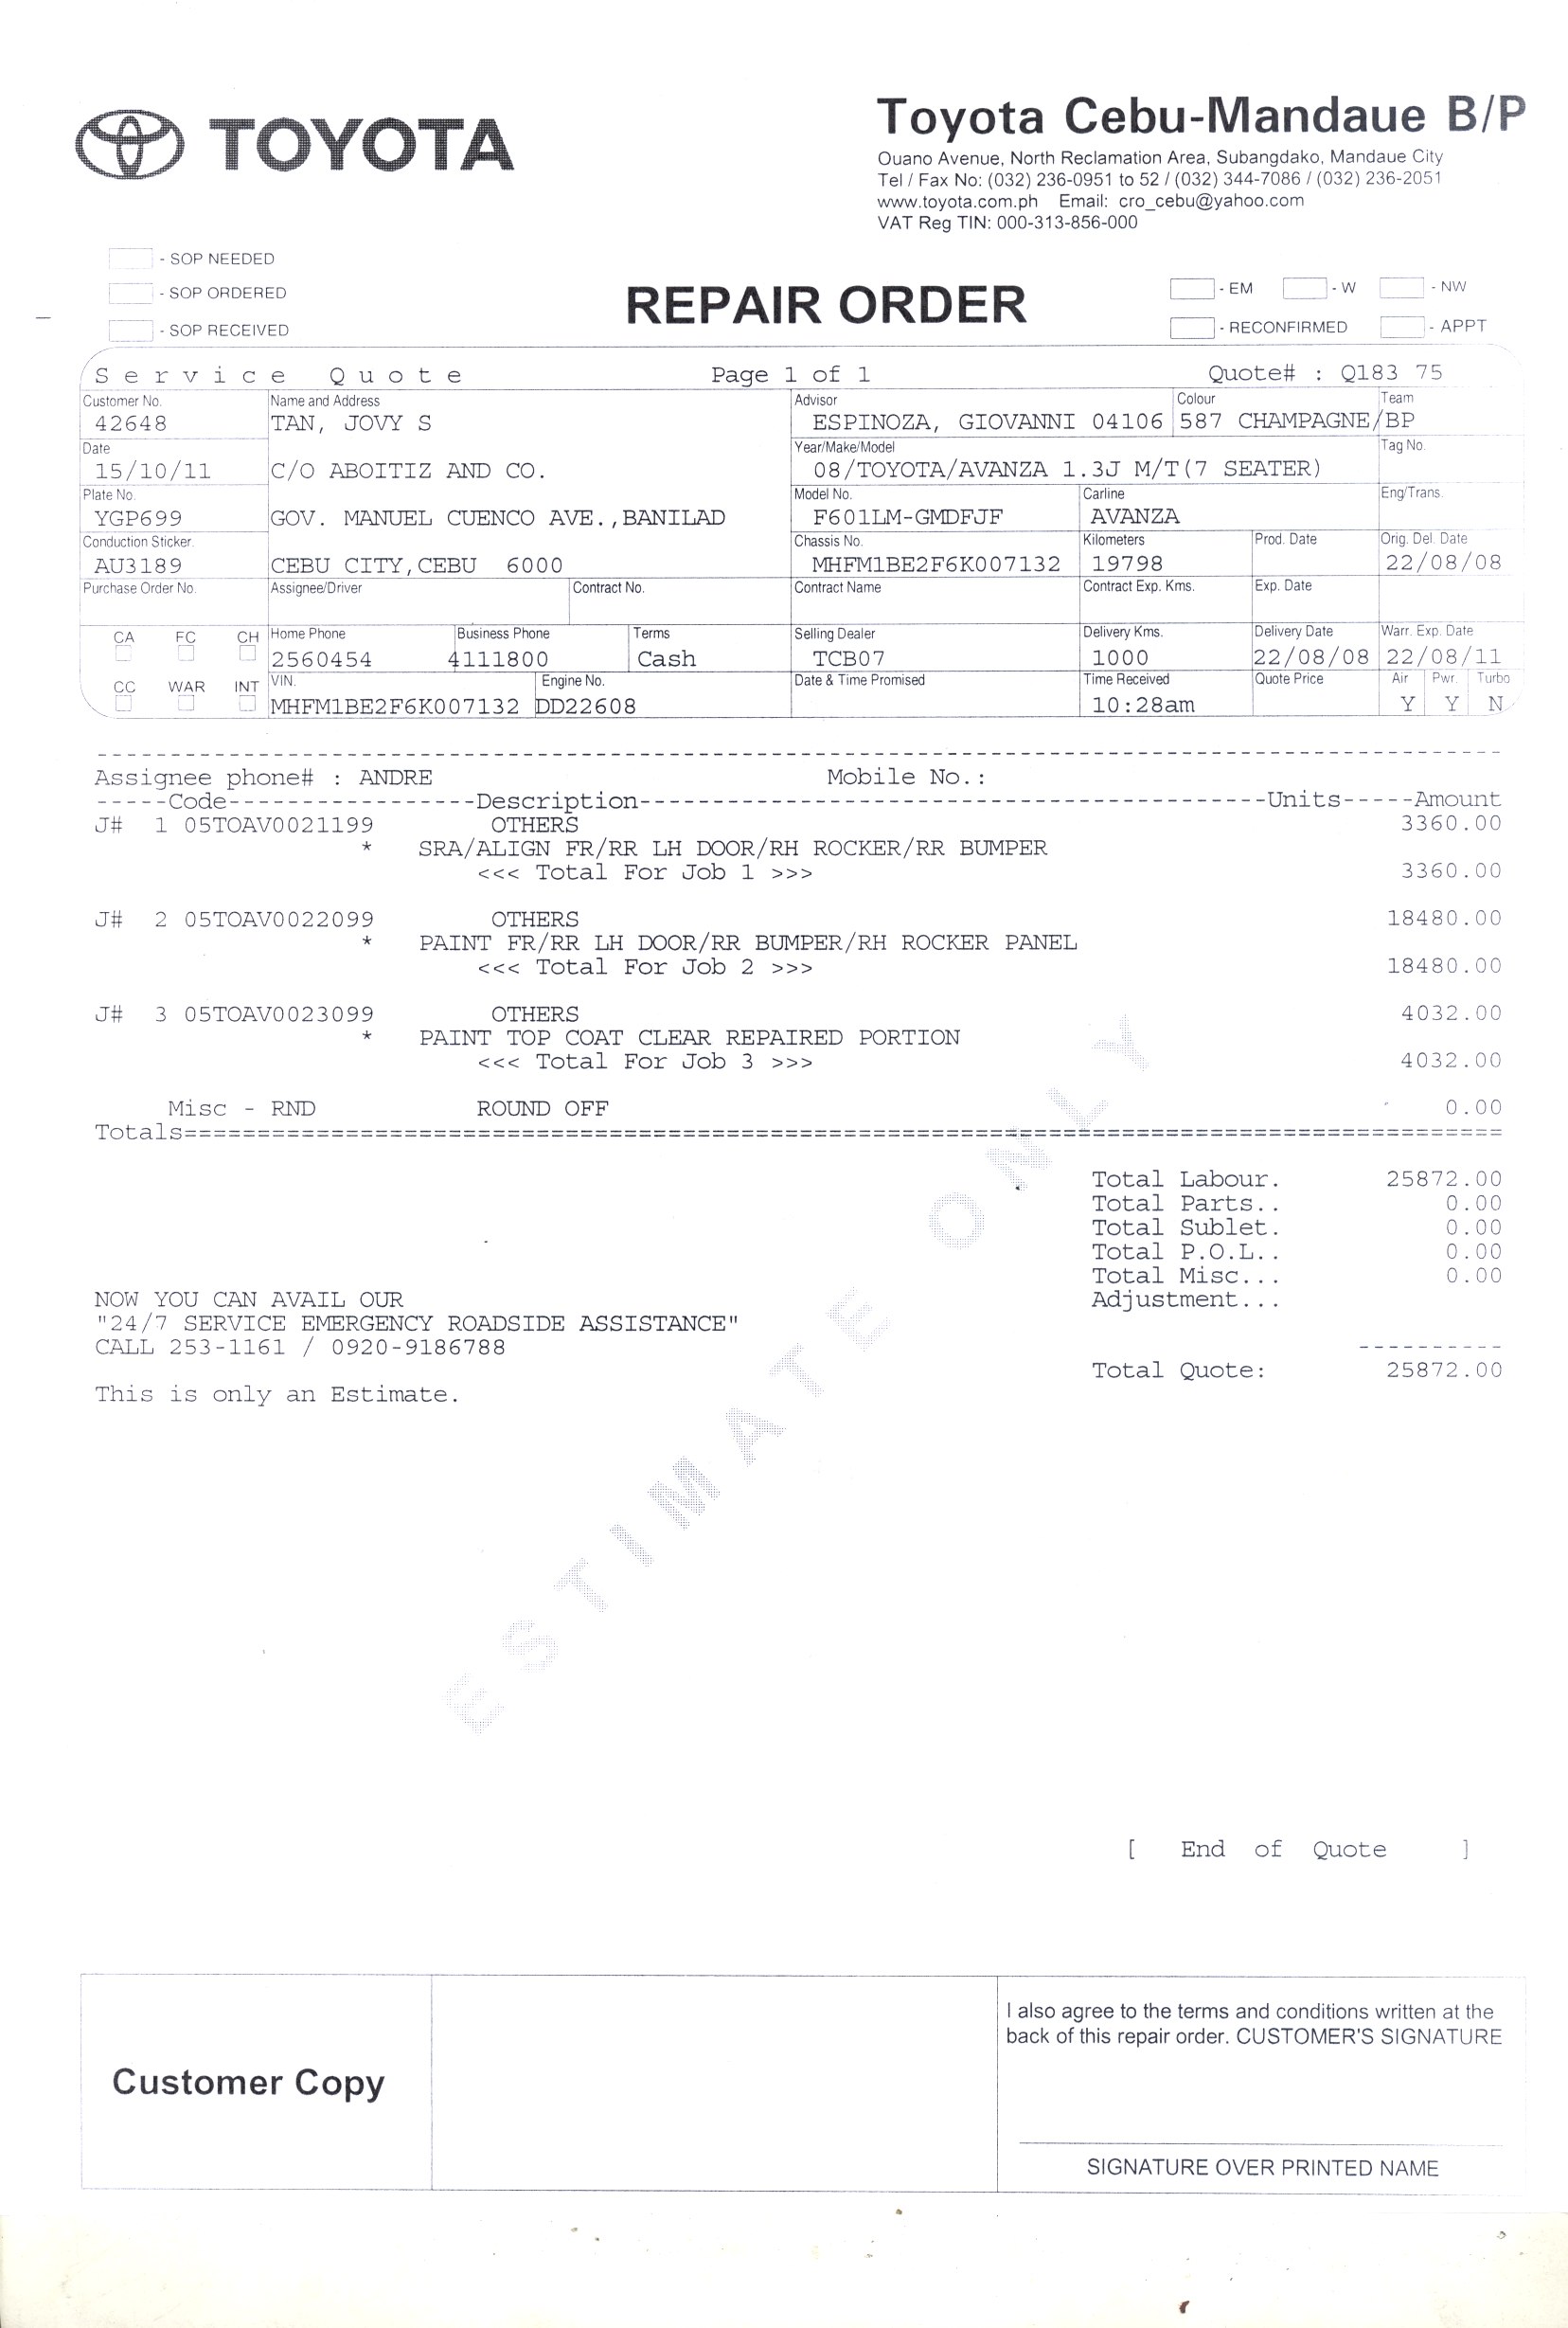 TOYOTA
Toyota Cebu-Mandaue B/P
Ouano Avenue, North Reclamation Area, Subangdako, Mandaue City
Tel / Fax No: (032) 236-0951 to 52 / (032) 344-7086 / (032) 236-2051
www.toyota.com.ph Email: cro_cebu@yahoo.com
VAT Reg TIN: 000-313-856-000
- SOP NEEDED
- SOP ORDERED
- SOP RECEIVED
REPAIR ORDER
- EM - W - NW
- RECONFIRMED - APPT
Service Quote Page 1 of 1 Quote# : Q183 75
Customer No. Name and Address Advisor Colour Team
42648 TAN, JOVY S ESPINOZA, GIOVANNI 04106 587 CHAMPAGNE/BP
Date Year/Make/Model Tag No.
15/10/11 C/O ABOITIZ AND CO. 08/TOYOTA/AVANZA 1.3J M/T(7 SEATER)
Plate No. Model No. Carline Eng/Trans.
YGP699 GOV. MANUEL CUENCO AVE.,BANILAD F601LM-GMDFJF AVANZA
Conduction Sticker. Chassis No. Kilometers Prod. Date Orig. Del. Date
AU3189 CEBU CITY,CEBU 6000 MHFM1BE2F6K007132 19798 22/08/08
Purchase Order No. Assignee/Driver Contract No. Contract Name Contract Exp. Kms. Exp. Date
CA FC CH Home Phone Business Phone Terms Selling Dealer Delivery Kms. Delivery Date Warr. Exp. Date
2560454 4111800 Cash TCB07 1000 22/08/08 22/08/11
CC WAR INT VIN. Engine No. Date & Time Promised Time Received Quote Price Air Pwr. Turbo
MHFM1BE2F6K007132 DD22608 10:28am Y Y N
Assignee phone# : ANDRE Mobile No.:
-----Code-----------------Description-------------------------------------------Units-----Amount
J# 1 05TOAV0021199 OTHERS 3360.00
* SRA/ALIGN FR/RR LH DOOR/RH ROCKER/RR BUMPER
<<< Total For Job 1 >>> 3360.00
J# 2 05TOAV0022099 OTHERS 18480.00
* PAINT FR/RR LH DOOR/RR BUMPER/RH ROCKER PANEL
<<< Total For Job 2 >>> 18480.00
J# 3 05TOAV0023099 OTHERS 4032.00
* PAINT TOP COAT CLEAR REPAIRED PORTION
<<< Total For Job 3 >>> 4032.00
Misc - RND ROUND OFF 0.00
Totals==========================================================================================
Total Labour. 25872.00
Total Parts.. 0.00
Total Sublet. 0.00
Total P.O.L.. 0.00
Total Misc... 0.00
NOW YOU CAN AVAIL OUR Adjustment...
"24/7 SERVICE EMERGENCY ROADSIDE ASSISTANCE"
CALL 253-1161 / 0920-9186788
Total Quote: 25872.00
This is only an Estimate.
ESTIMATE ONLY
[ End of Quote ]
Customer Copy
I also agree to the terms and conditions written at the
back of this repair order. CUSTOMER'S SIGNATURE
SIGNATURE OVER PRINTED NAME